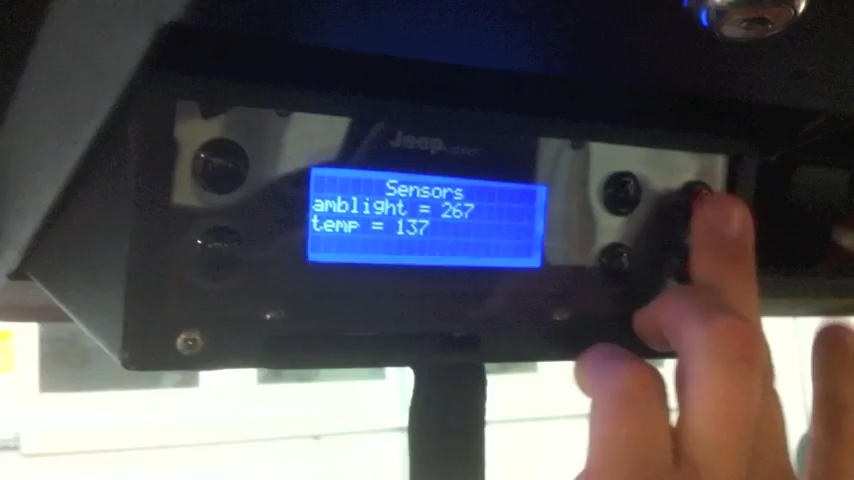 Jeep
Sensors
amblight = 267
temp = 137